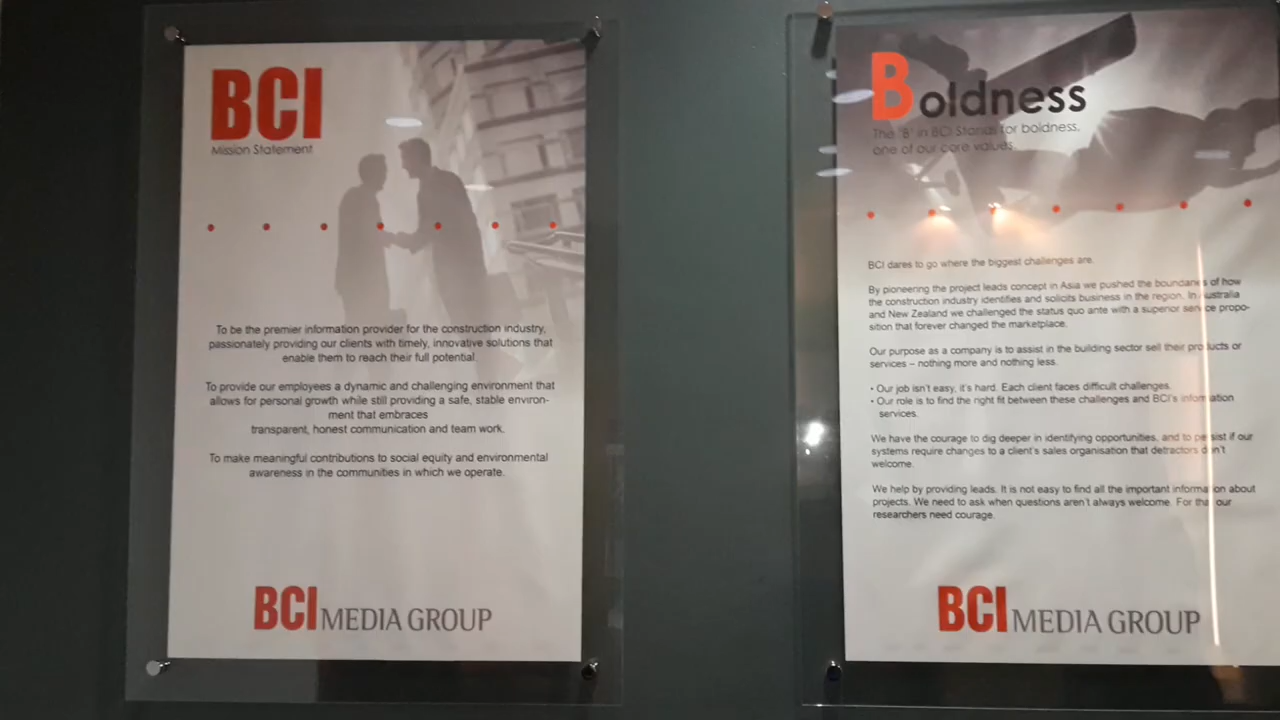 BCI
Mission Statement
To be the premier information provider for the construction industry,
passionately providing our clients with timely, innovative solutions that
enable them to reach their full potential.
To provide our employees a dynamic and challenging environment that
allows for personal growth while still providing a safe, stable environ-
ment that embraces
transparent, honest communication and team work.
To make meaningful contributions to social equity and environmental
awareness in the communities in which we operate.
BCI MEDIA GROUP
Boldness
The 'B' in BCI Stands for boldness,
one of our core values.
BCI dares to go where the biggest challenges are.
By pioneering the project leads concept in Asia we pushed the boundaries of how
the construction industry identifies and solicits business in the region. In Australia
and New Zealand we challenged the status quo ante with a superior service propo-
sition that forever changed the marketplace.
Our purpose as a company is to assist in the building sector sell their products or
services – nothing more and nothing less.
• Our job isn't easy, it's hard. Each client faces difficult challenges.
• Our role is to find the right fit between these challenges and BCI's information
services.
We have the courage to dig deeper in identifying opportunities, and to persist if our
systems require changes to a client's sales organisation that detractors don't
welcome.
We help by providing leads. It is not easy to find all the important information about
projects. We need to ask when questions aren't always welcome. For that our
researchers need courage.
BCI MEDIA GROUP